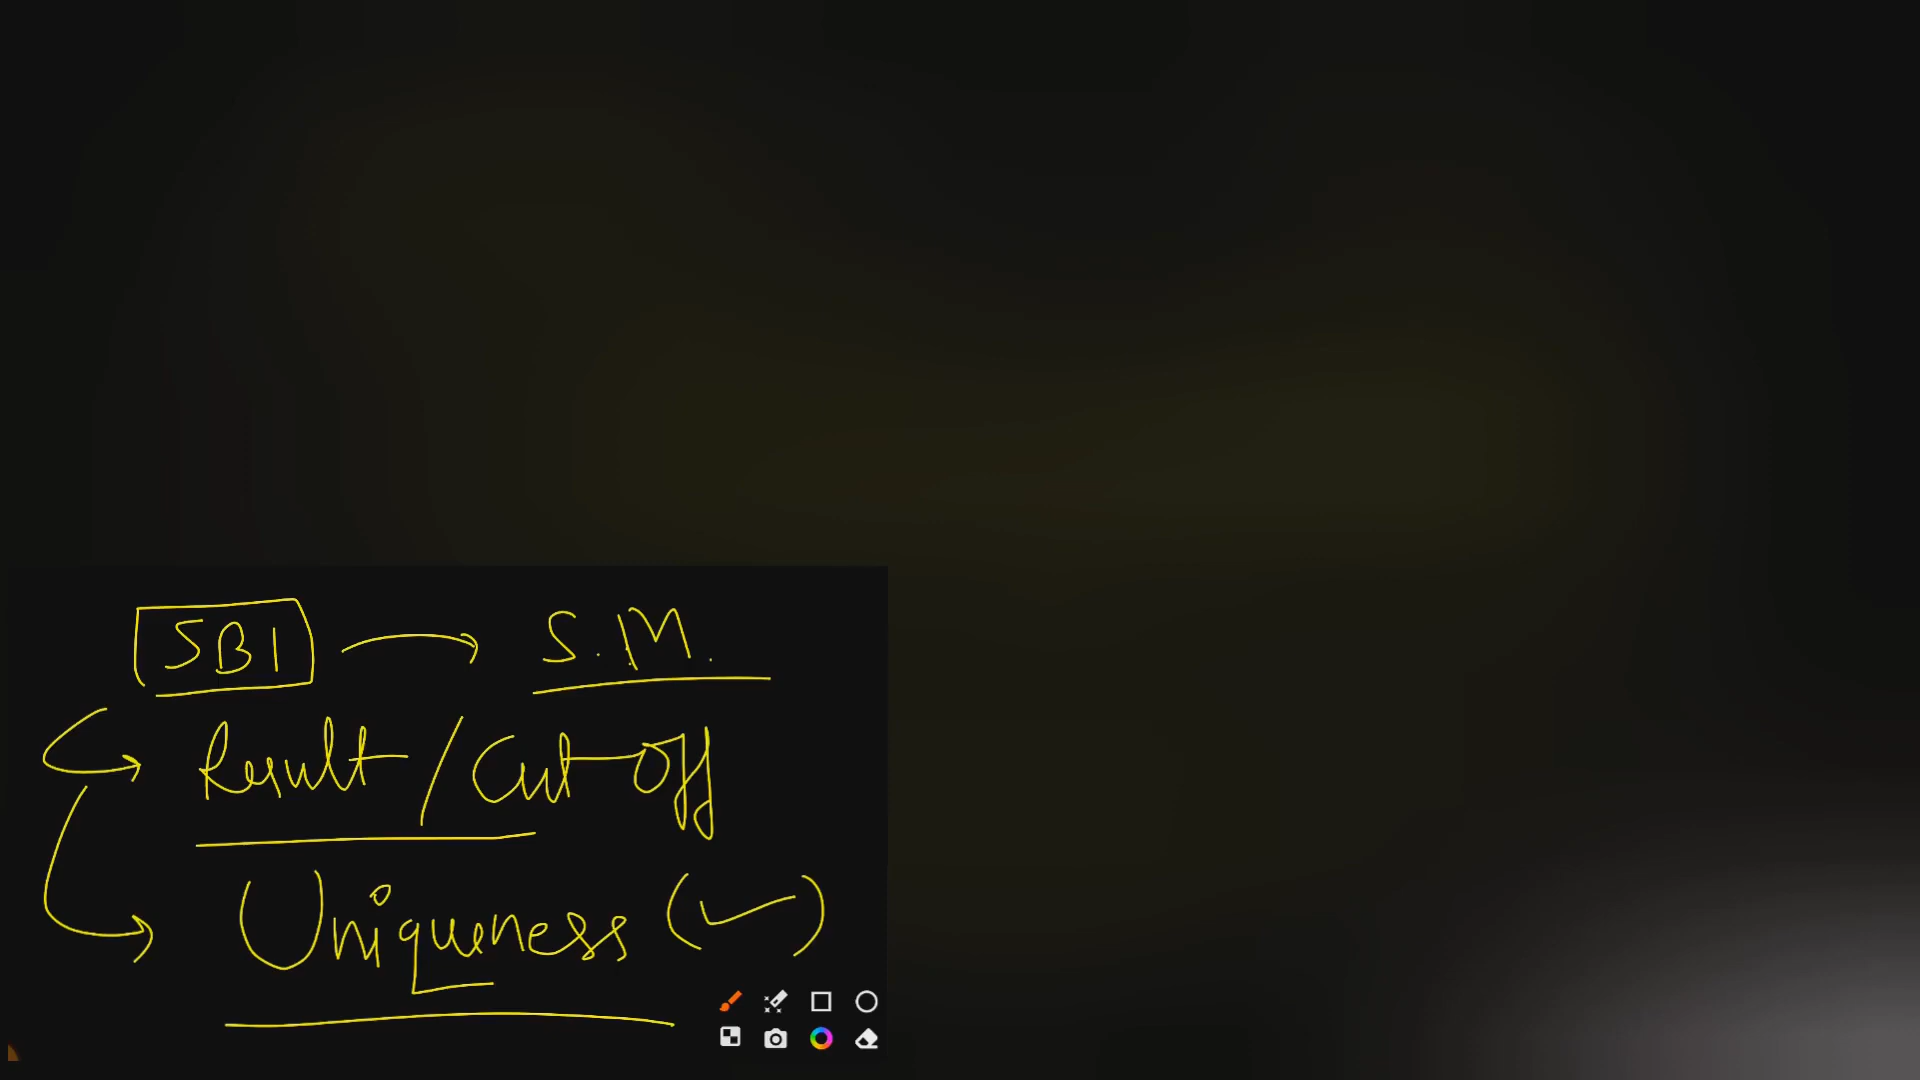 SBI → S.M.
Result/Cut off
Uniqueness (✓)